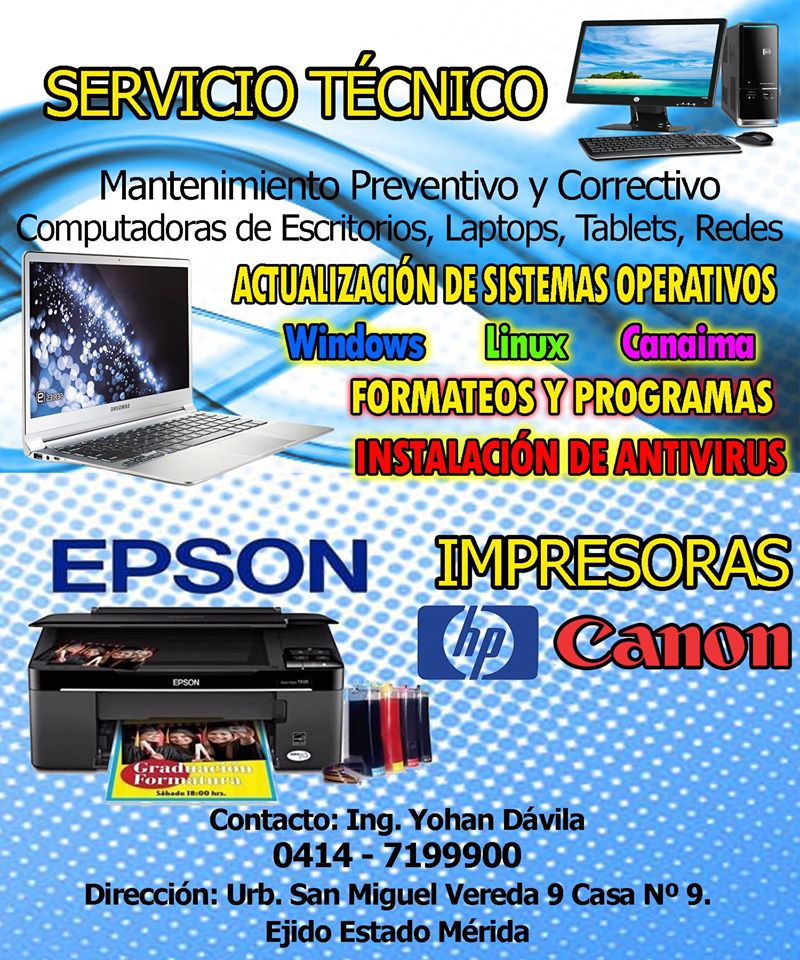 SERVICIO TÉCNICO
Mantenimiento Preventivo y Correctivo
Computadoras de Escritorios, Laptops, Tablets, Redes
ACTUALIZACIÓN DE SISTEMAS OPERATIVOS
Windows Linux Canaima
FORMATEOS Y PROGRAMAS
SAMSUNG
INSTALACIÓN DE ANTIVIRUS
EPSON
IMPRESORAS
hp Canon
EPSON
Graduación
Formatura
Sábado 18:00 hrs.
Contacto: Ing. Yohan Dávila
0414 - 7199900
Dirección: Urb. San Miguel Vereda 9 Casa Nº 9.
Ejido Estado Mérida